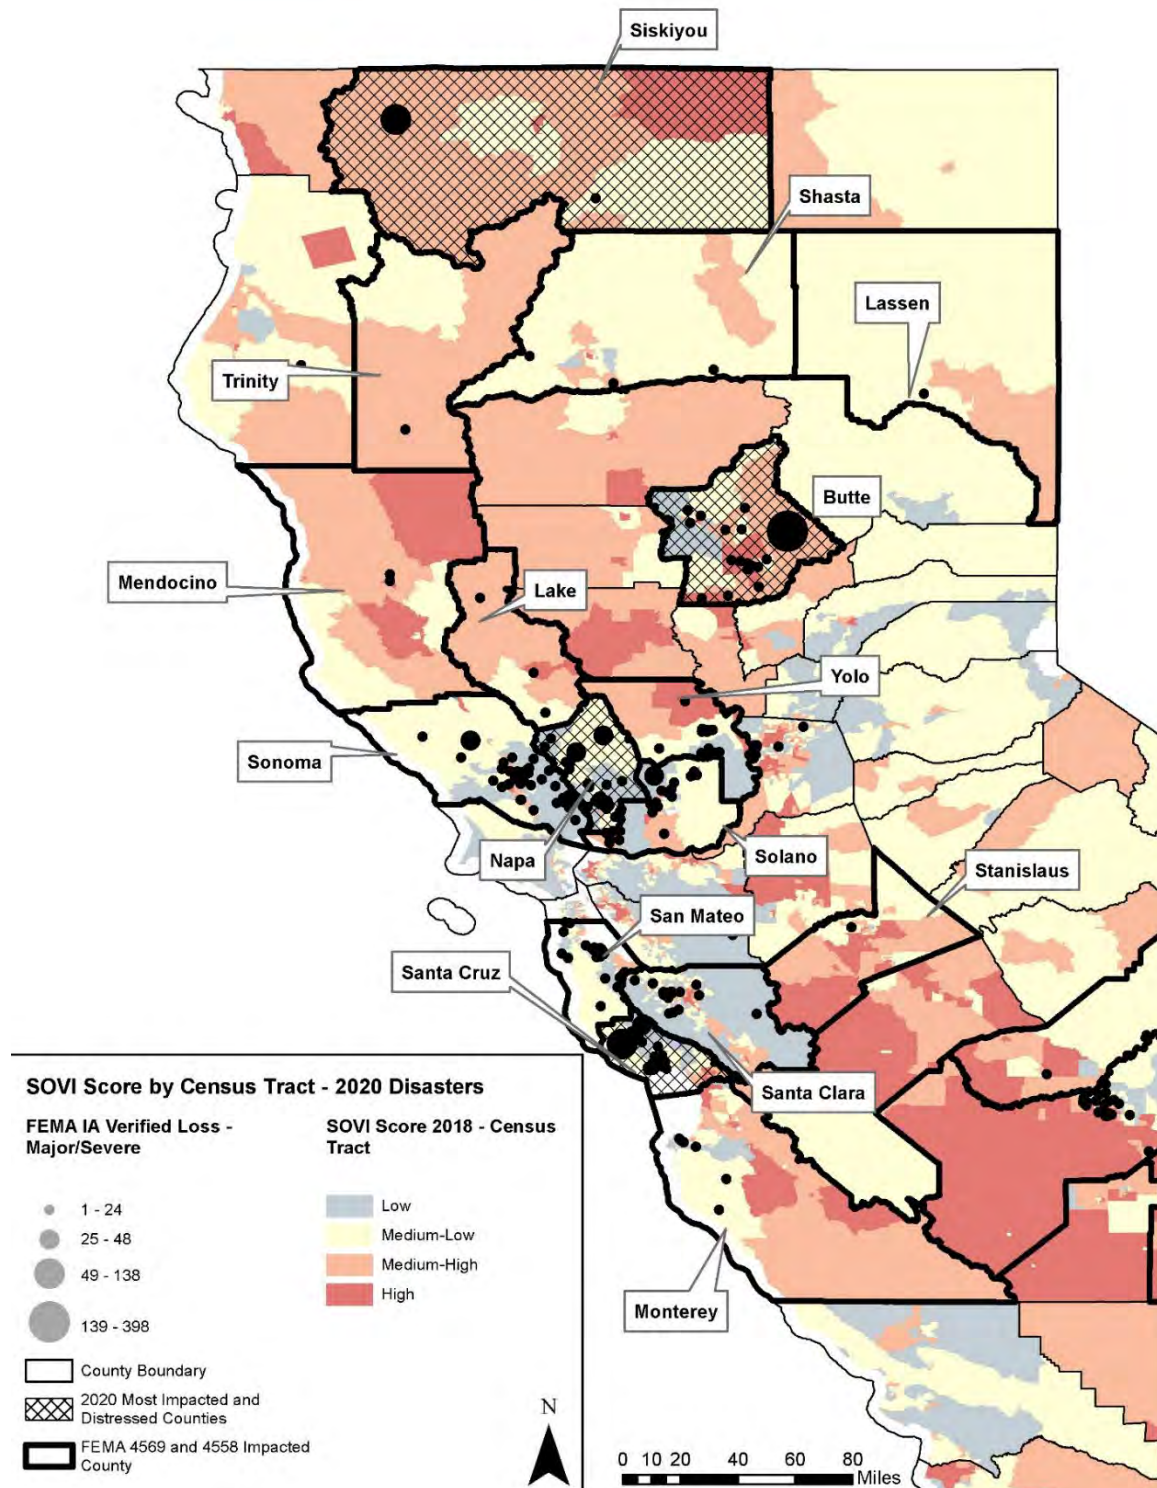 Siskiyou
Shasta
Lassen
Trinity
Butte
Mendocino
Lake
Yolo
Sonoma
Napa
Solano
Stanislaus
San Mateo
Santa Cruz
Santa Clara
Monterey
SOVI Score by Census Tract - 2020 Disasters
FEMA IA Verified Loss -
Major/Severe
1 - 24
25 - 48
49 - 138
139 - 398
County Boundary
2020 Most Impacted and
Distressed Counties
FEMA 4569 and 4558 Impacted
County
SOVI Score 2018 - Census
Tract
Low
Medium-Low
Medium-High
High
N
0 10 20 40 60 80
Miles